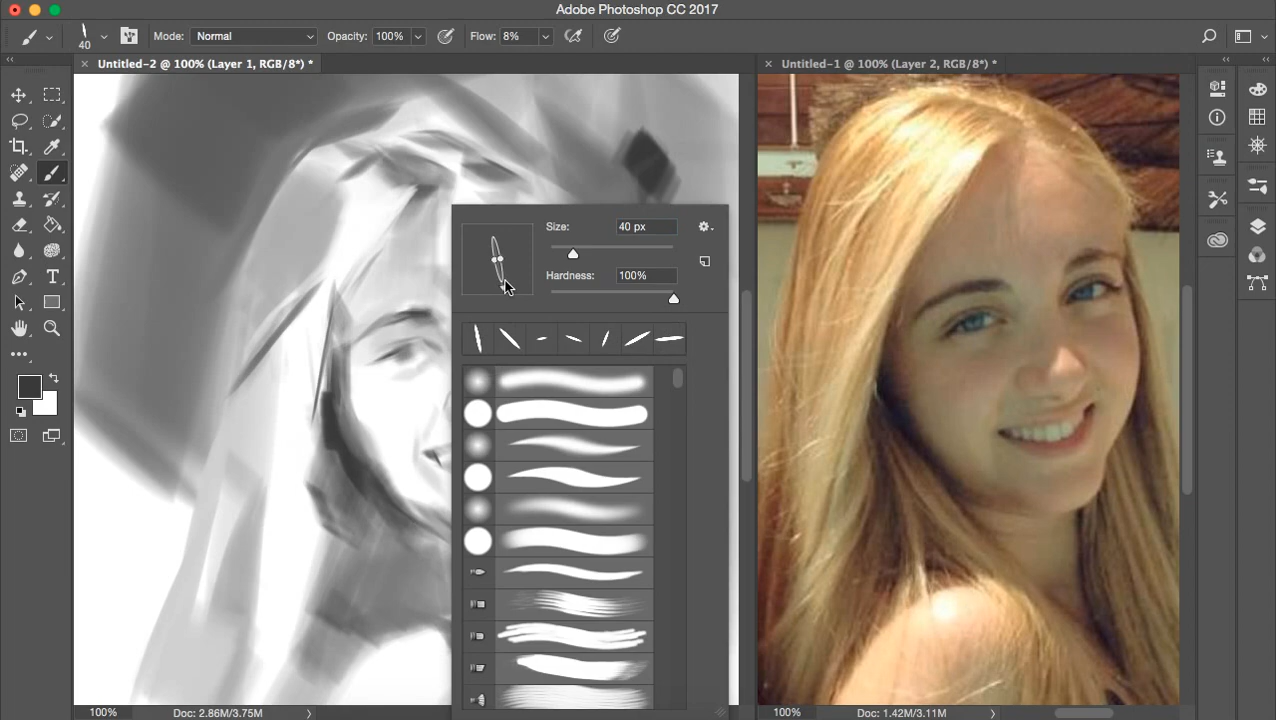 Adobe Photoshop CC 2017
40
Mode: Normal
Opacity: 100%
Flow: 8%
Untitled-2 @ 100% (Layer 1, RGB/8*) *
Untitled-1 @ 100% (Layer 2, RGB/8*) *
Size: 40 px
Hardness: 100%
100%
Doc: 2.86M/3.75M
100%
Doc: 1.42M/3.11M